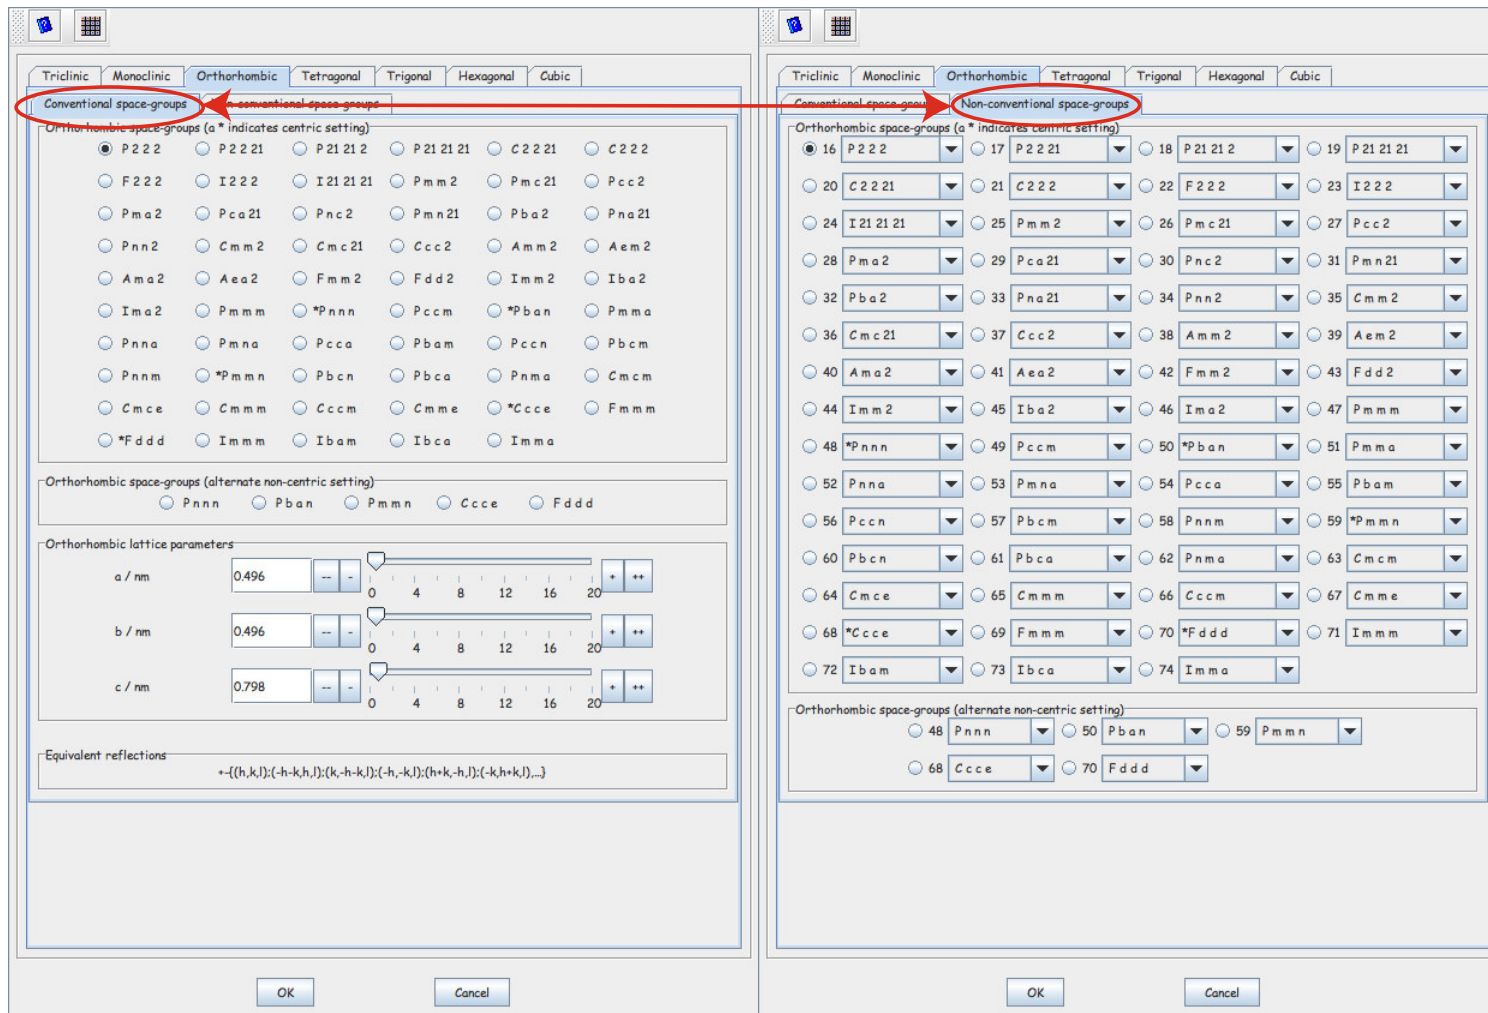 Triclinic Monoclinic Orthorhombic Tetragonal Trigonal Hexagonal Cubic
Conventional space-groups Non-conventional space-groups
Orthorhombic space-groups (a * indicates centric setting)
P 2 2 2 P 2 2 21 P 21 21 2 P 21 21 21 C 2 2 21 C 2 2 2
F 2 2 2 I 2 2 2 I 21 21 21 P m m 2 P m c 21 P c c 2
P m a 2 P c a 21 P n c 2 P m n 21 P b a 2 P n a 21
P n n 2 C m m 2 C m c 21 C c c 2 A m m 2 A e m 2
A m a 2 A e a 2 F m m 2 F d d 2 I m m 2 I b a 2
I m a 2 P m m m *P n n n P c c m *P b a n P m m a
P n n a P m n a P c c a P b a m P c c n P b c m
P n n m *P m m n P b c n P b c a P n m a C m c m
C m c e C m m m C c c m C m m e *C c c e F m m m
*F d d d I m m m I b a m I b c a I m m a
Orthorhombic space-groups (alternate non-centric setting)
P n n n P b a n P m m n C c c e F d d d
Orthorhombic lattice parameters
a / nm 0.496 -- - + ++
0 4 8 12 16 20
b / nm 0.496 -- - + ++
0 4 8 12 16 20
c / nm 0.798 -- - + ++
0 4 8 12 16 20
Equivalent reflections
+-{(h,k,l);(-h-k,h,l);(k,-h-k,l);(-h,-k,l);(h+k,-h,l);(-k,h+k,l),...}
OK Cancel
Triclinic Monoclinic Orthorhombic Tetragonal Trigonal Hexagonal Cubic
Conventional space-groups Non-conventional space-groups
Orthorhombic space-groups (a * indicates centric setting)
16 P 2 2 2 17 P 2 2 21 18 P 21 21 2 19 P 21 21 21
20 C 2 2 21 21 C 2 2 2 22 F 2 2 2 23 I 2 2 2
24 I 21 21 21 25 P m m 2 26 P m c 21 27 P c c 2
28 P m a 2 29 P c a 21 30 P n c 2 31 P m n 21
32 P b a 2 33 P n a 21 34 P n n 2 35 C m m 2
36 C m c 21 37 C c c 2 38 A m m 2 39 A e m 2
40 A m a 2 41 A e a 2 42 F m m 2 43 F d d 2
44 I m m 2 45 I b a 2 46 I m a 2 47 P m m m
48 *P n n n 49 P c c m 50 *P b a n 51 P m m a
52 P n n a 53 P m n a 54 P c c a 55 P b a m
56 P c c n 57 P b c m 58 P n n m 59 *P m m n
60 P b c n 61 P b c a 62 P n m a 63 C m c m
64 C m c e 65 C m m m 66 C c c m 67 C m m e
68 *C c c e 69 F m m m 70 *F d d d 71 I m m m
72 I b a m 73 I b c a 74 I m m a
Orthorhombic space-groups (alternate non-centric setting)
48 P n n n 50 P b a n 59 P m m n
68 C c c e 70 F d d d
OK Cancel